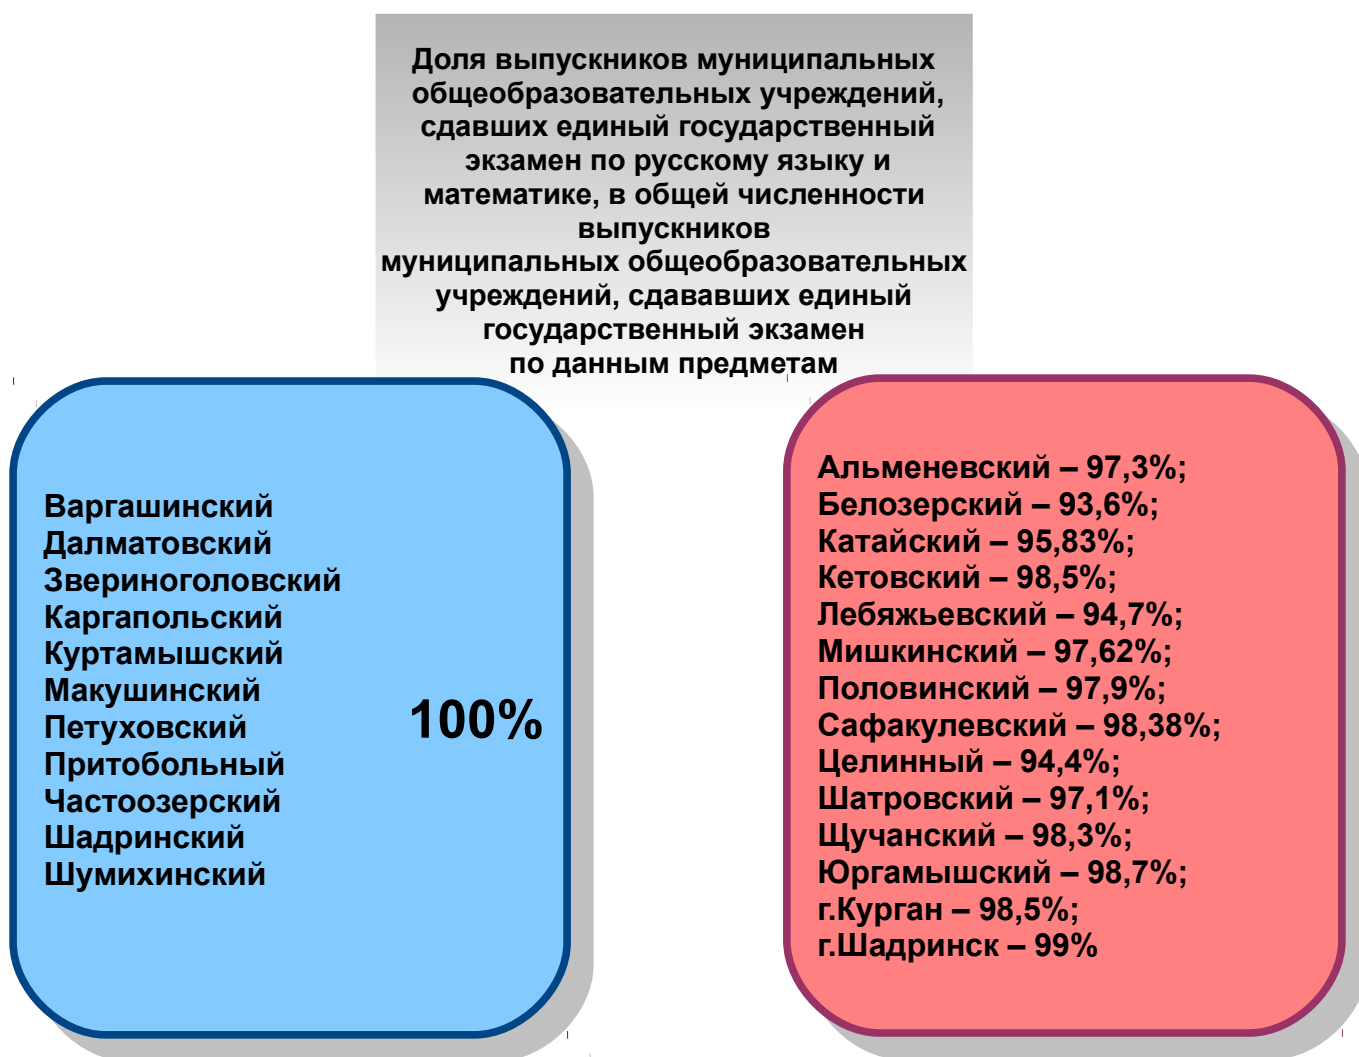 Доля выпускников муниципальных
общеобразовательных учреждений,
сдавших единый государственный
экзамен по русскому языку и
математике, в общей численности
выпускников
муниципальных общеобразовательных
учреждений, сдававших единый
государственный экзамен
по данным предметам
Варгашинский
Далматовский
Звериноголовский
Каргапольский
Куртамышский
Макушинский
Петуховский
Притобольный
Частоозерский
Шадринский
Шумихинский
100%
Альменевский – 97,3%;
Белозерский – 93,6%;
Катайский – 95,83%;
Кетовский – 98,5%;
Лебяжьевский – 94,7%;
Мишкинский – 97,62%;
Половинский – 97,9%;
Сафакулевский – 98,38%;
Целинный – 94,4%;
Шатровский – 97,1%;
Щучанский – 98,3%;
Юргамышский – 98,7%;
г.Курган – 98,5%;
г.Шадринск – 99%